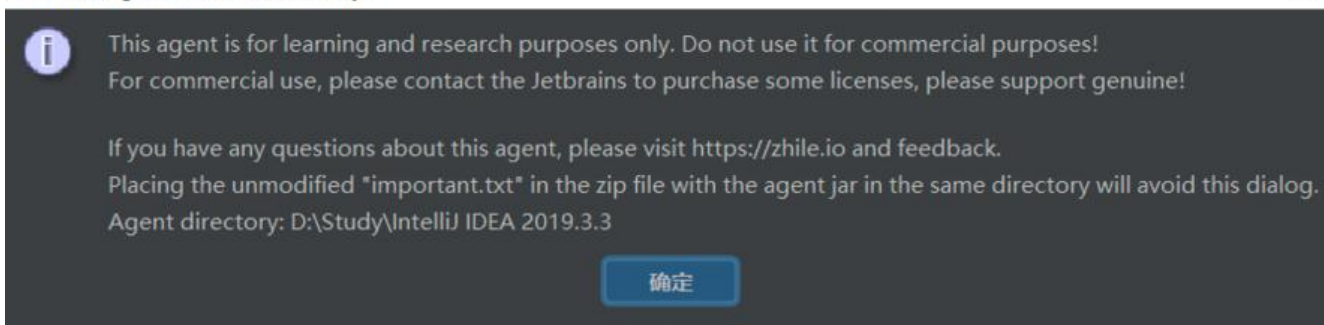 i
This agent is for learning and research purposes only. Do not use it for commercial purposes!
For commercial use, please contact the Jetbrains to purchase some licenses, please support genuine!
If you have any questions about this agent, please visit https://zhile.io and feedback.
Placing the unmodified "important.txt" in the zip file with the agent jar in the same directory will avoid this dialog.
Agent directory: D:\Study\IntelliJ IDEA 2019.3.3
确定